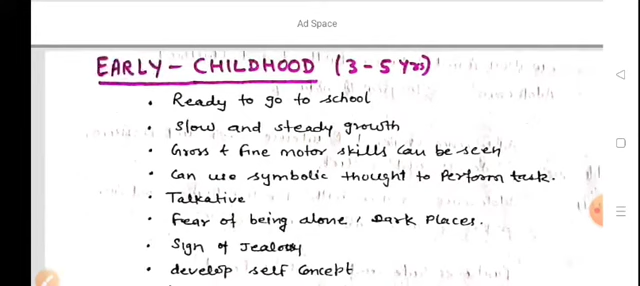 Ad Space
EARLY - CHILDHOOD (3-5 Yrs)
• Ready to go to school
• Slow and steady growth
• Gross & fine motor skills can be seen
• Can use symbolic thought to Perform task.
• Talkative
• Fear of being alone, Dark Places.
• Sign of Jealousy
• develop self Concept